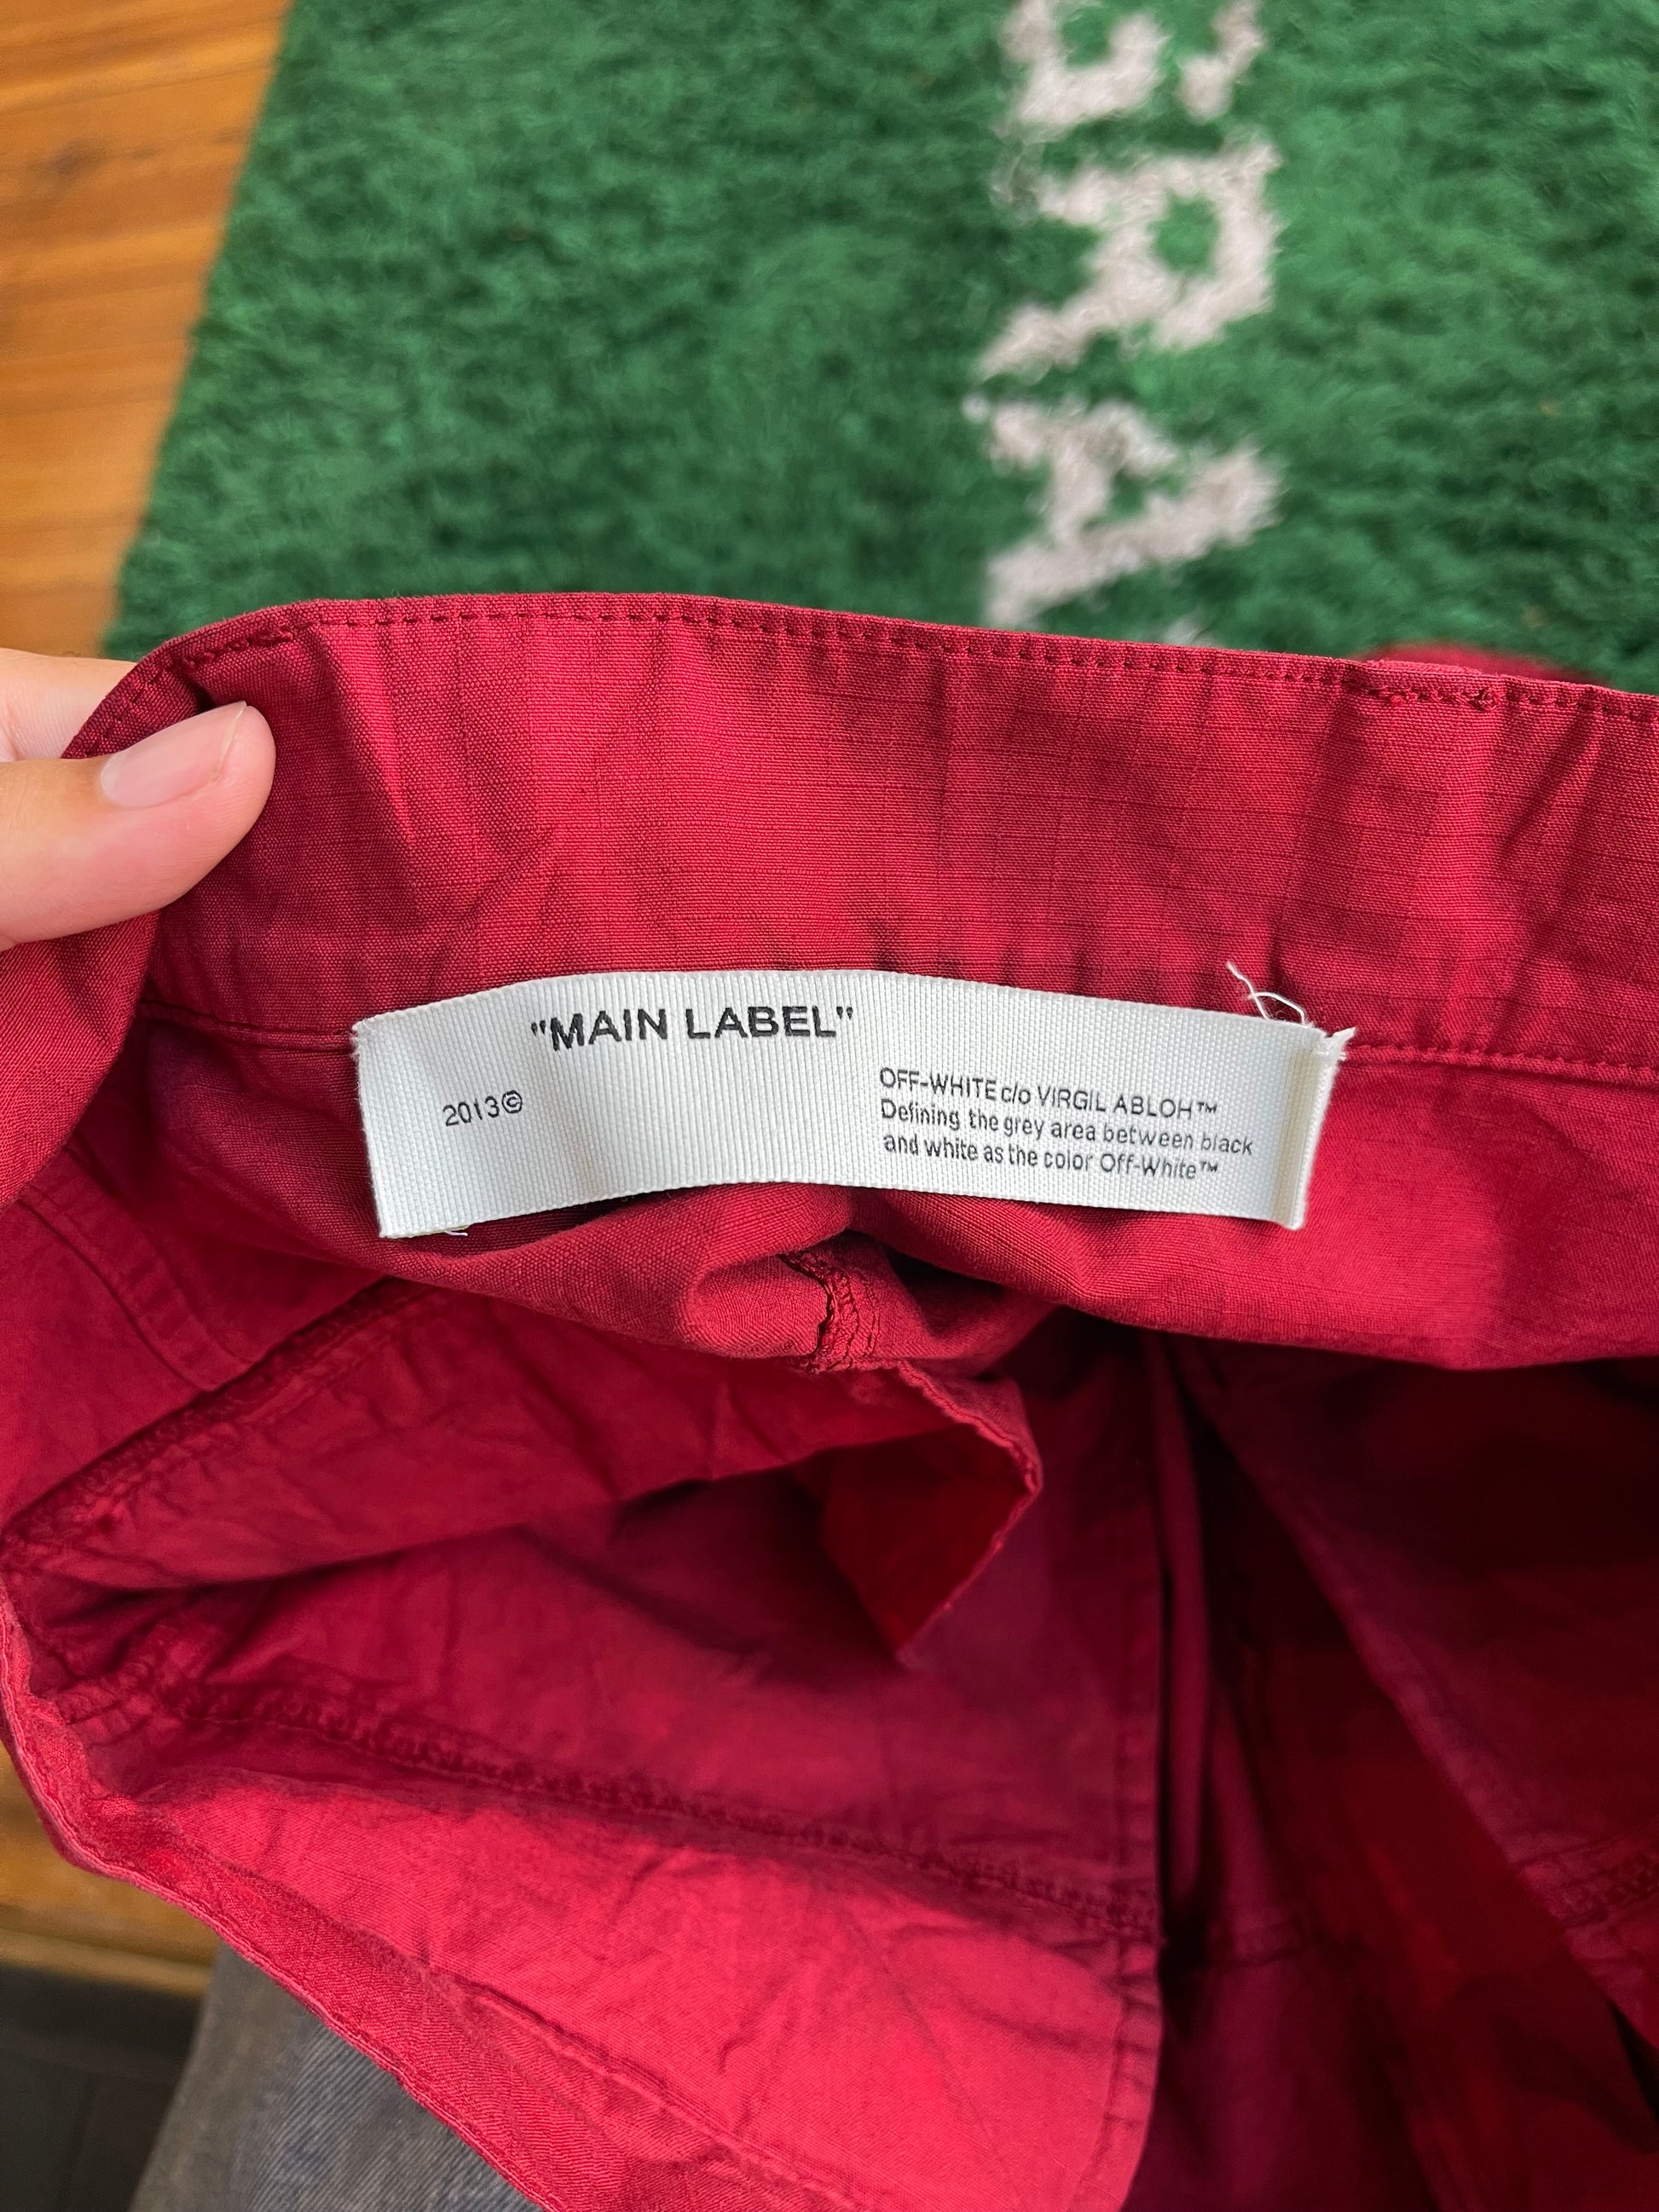 "MAIN LABEL"
2013©
OFF-WHITE c/o VIRGIL ABLOH™
Defining the grey area between black
and white as the color Off-White™